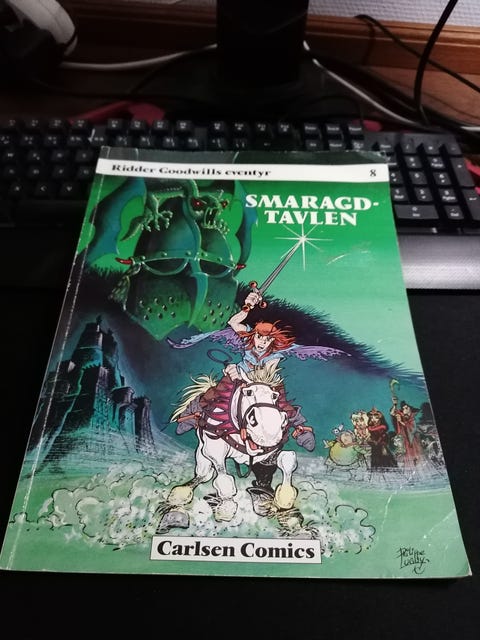 Ridder Goodwills eventyr 8
SMARAGD-
TAVLEN
Carlsen Comics